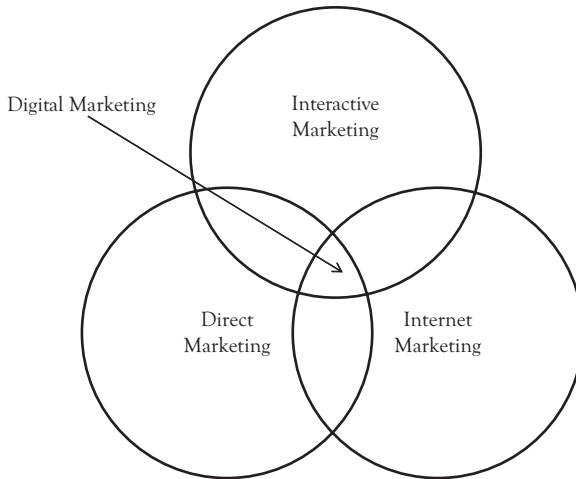 Digital Marketing
Interactive
Marketing
Direct
Marketing
Internet
Marketing